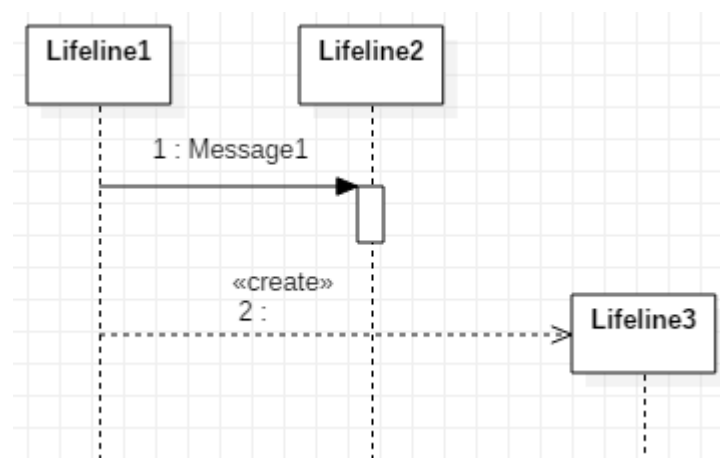 Lifeline1
Lifeline2
1 : Message1
«create»
2 :
Lifeline3